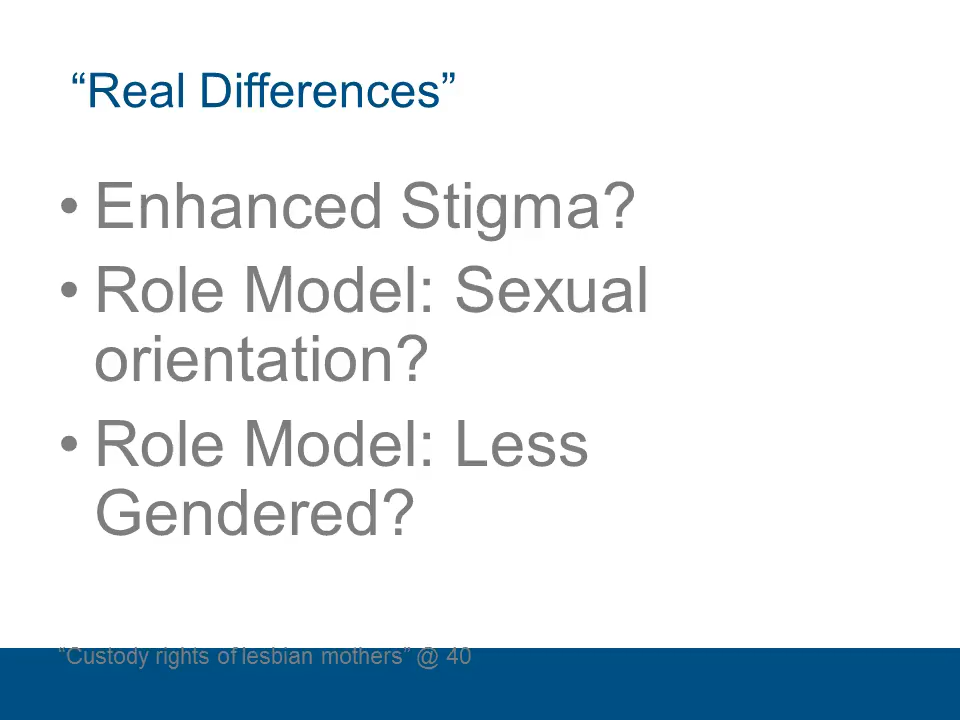 “Real Differences”
• Enhanced Stigma?
• Role Model: Sexual
orientation?
• Role Model: Less
Gendered?
“Custody rights of lesbian mothers” @ 40